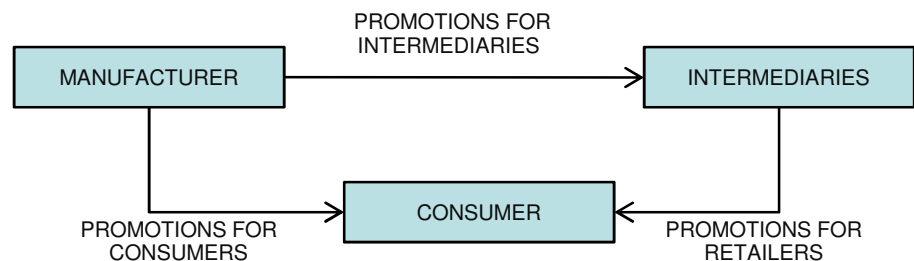 PROMOTIONS FOR
INTERMEDIARIES
MANUFACTURER
INTERMEDIARIES
CONSUMER
PROMOTIONS FOR
CONSUMERS
PROMOTIONS FOR
RETAILERS